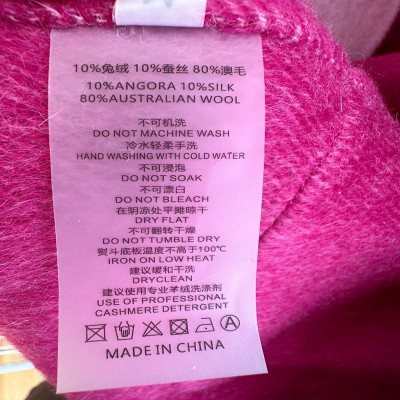 10%兔绒 10%蚕丝 80%澳毛
10%ANGORA 10%SILK
80%AUSTRALIAN WOOL
不可机洗
DO NOT MACHINE WASH
冷水轻柔手洗
HAND WASHING WITH COLD WATER
不可浸泡
DO NOT SOAK
不可漂白
DO NOT BLEACH
在阴凉处平摊晾干
DRY FLAT
不可翻转干燥
DO NOT TUMBLE DRY
熨斗底板温度不高于100℃
IRON ON LOW HEAT
建议缓和干洗
DRYCLEAN
建议使用专业羊绒洗涤剂
USE OF PROFESSIONAL
CASHMERE DETERGENT
A
MADE IN CHINA